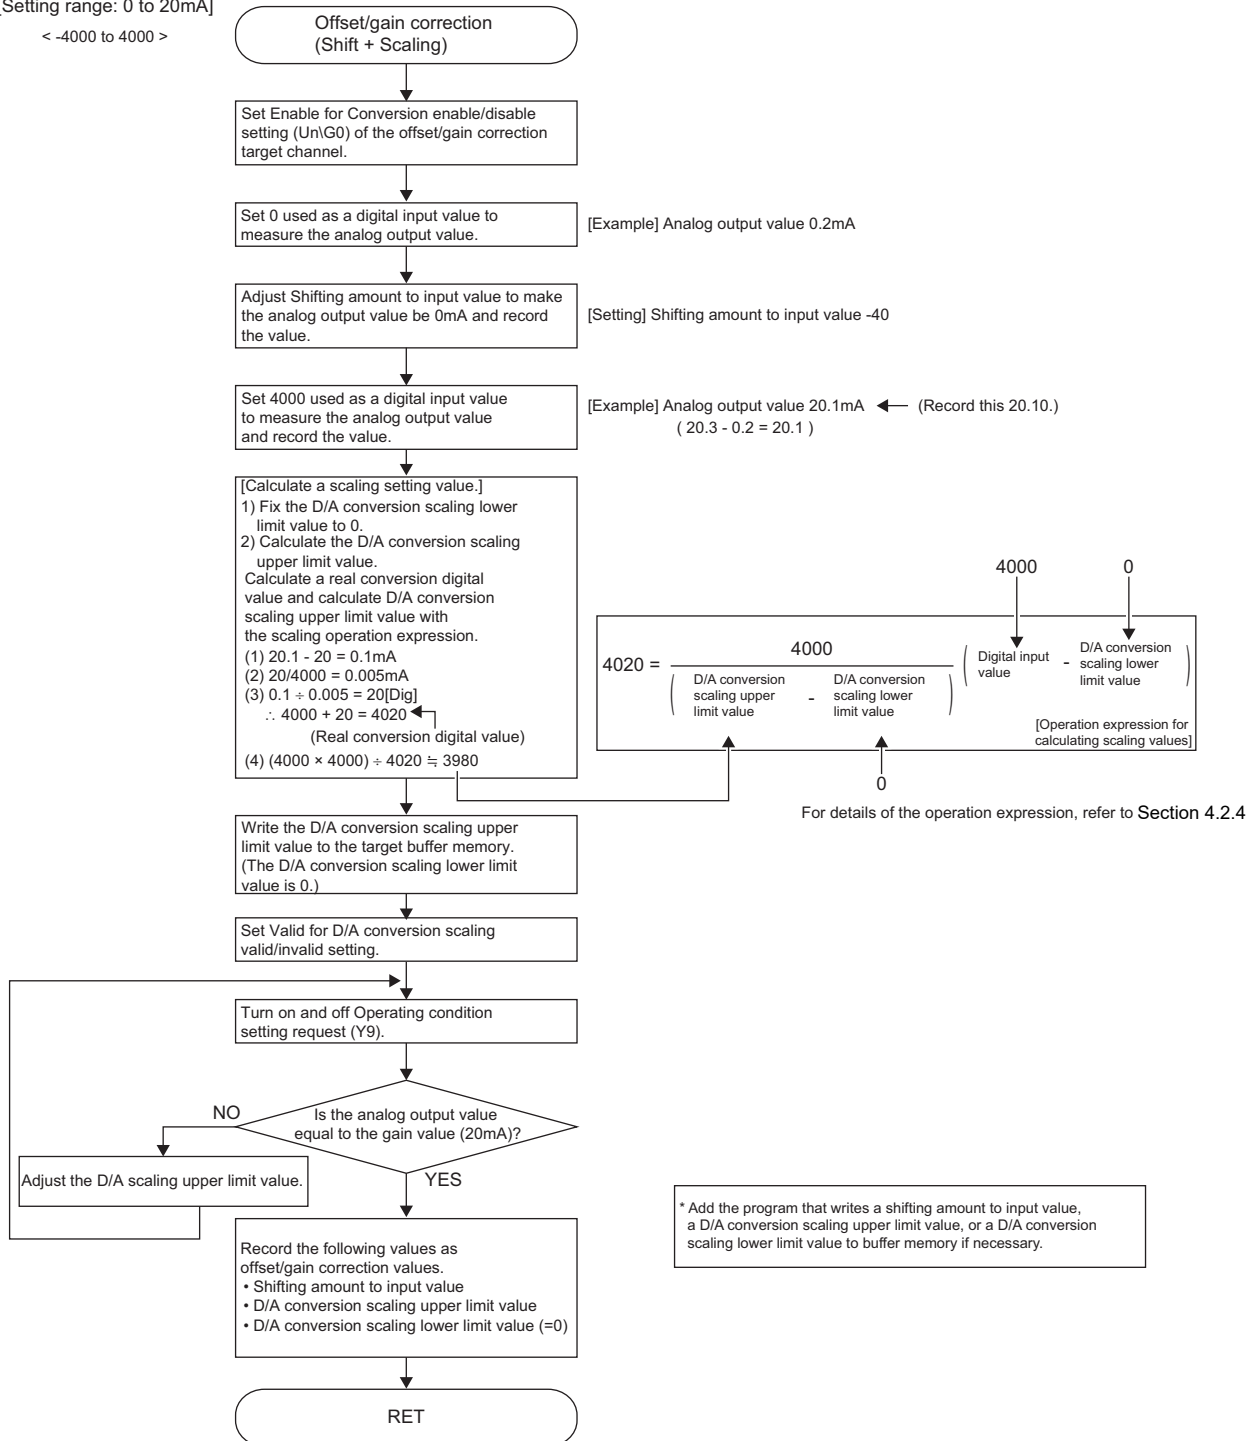 [Setting range: 0 to 20mA]
< -4000 to 4000 >
Offset/gain correction
(Shift + Scaling)
Set Enable for Conversion enable/disable
setting (Un\G0) of the offset/gain correction
target channel.
Set 0 used as a digital input value to
measure the analog output value.
[Example] Analog output value 0.2mA
Adjust Shifting amount to input value to make
the analog output value be 0mA and record
the value.
[Setting] Shifting amount to input value -40
Set 4000 used as a digital input value
to measure the analog output value
and record the value.
[Example] Analog output value 20.1mA
(Record this 20.10.)
( 20.3 - 0.2 = 20.1 )
[Calculate a scaling setting value.]
1) Fix the D/A conversion scaling lower
limit value to 0.
2) Calculate the D/A conversion scaling
upper limit value.
Calculate a real conversion digital
value and calculate D/A conversion
scaling upper limit value with
the scaling operation expression.
(1) 20.1 - 20 = 0.1mA
(2) 20/4000 = 0.005mA
(3) 0.1 ÷ 0.005 = 20[Dig]
∴ 4000 + 20 = 4020
(Real conversion digital value)
(4) (4000 × 4000) ÷ 4020 ≒ 3980
4000
0
4020 =
4000
( D/A conversion
scaling upper
limit value
-
D/A conversion
scaling lower
limit value )
( Digital input
value
-
D/A conversion
scaling lower
limit value )
[Operation expression for
calculating scaling values]
0
For details of the operation expression, refer to Section 4.2.4
Write the D/A conversion scaling upper
limit value to the target buffer memory.
(The D/A conversion scaling lower limit
value is 0.)
Set Valid for D/A conversion scaling
valid/invalid setting.
Turn on and off Operating condition
setting request (Y9).
NO
Is the analog output value
equal to the gain value (20mA)?
Adjust the D/A scaling upper limit value.
YES
Record the following values as
offset/gain correction values.
• Shifting amount to input value
• D/A conversion scaling upper limit value
• D/A conversion scaling lower limit value (=0)
* Add the program that writes a shifting amount to input value,
a D/A conversion scaling upper limit value, or a D/A conversion
scaling lower limit value to buffer memory if necessary.
RET